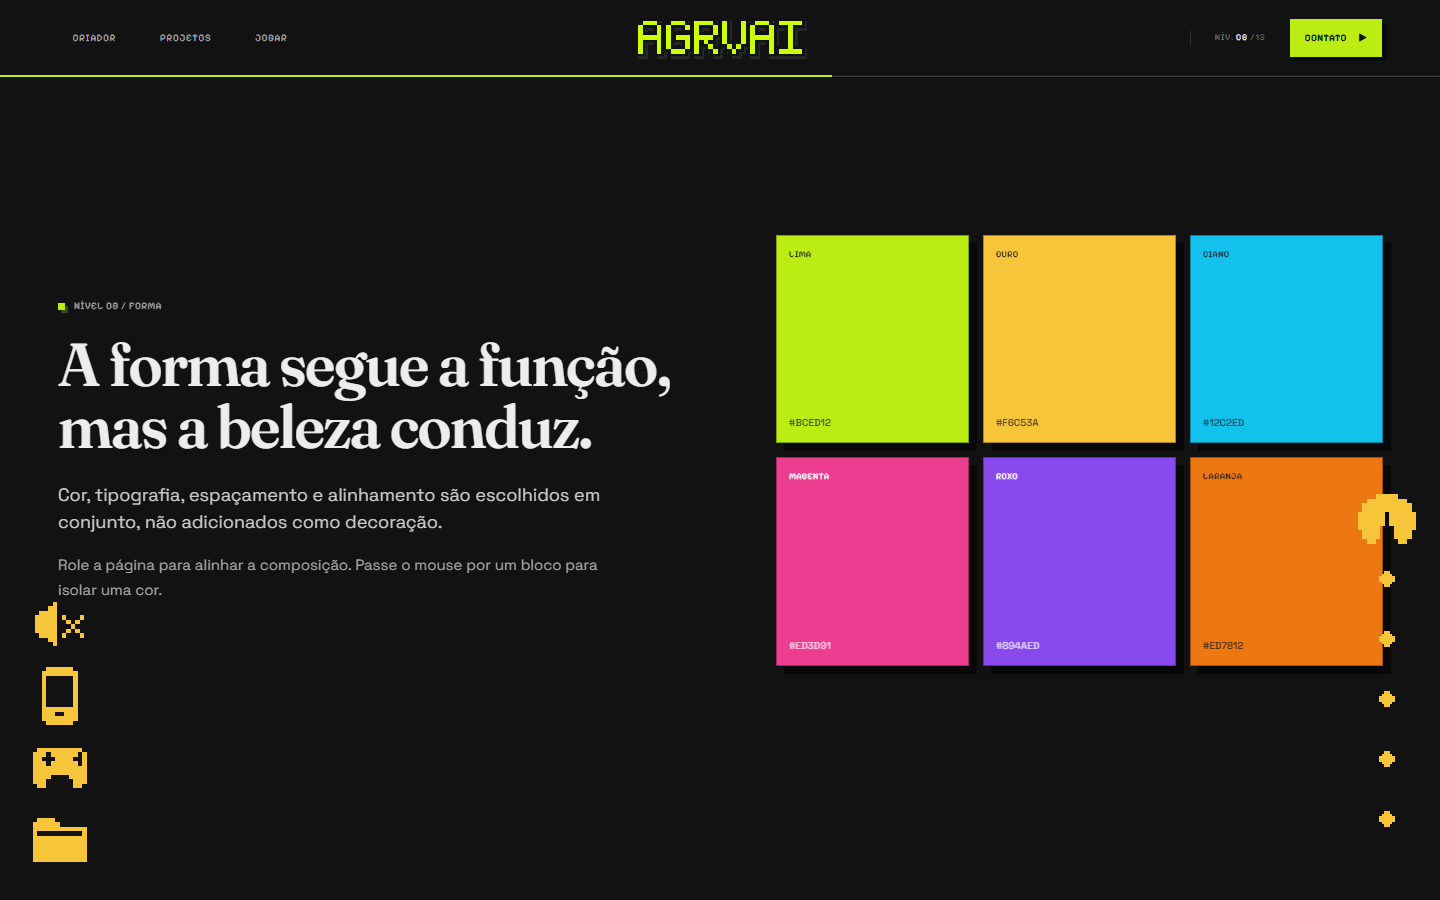 CRIADOR
PROJETOS
JOGAR
AGRVAI
NÍV. 08 / 13
CONTATO
NÍVEL 08 / FORMA
A forma segue a função,
mas a beleza conduz.
Cor, tipografia, espaçamento e alinhamento são escolhidos em
conjunto, não adicionados como decoração.
Role a página para alinhar a composição. Passe o mouse por um bloco para
isolar uma cor.
LIMA
#BCED12
OURO
#F6C53A
CIANO
#12C2ED
MAGENTA
#ED3D91
ROXO
#894AED
LARANJA
#ED7812